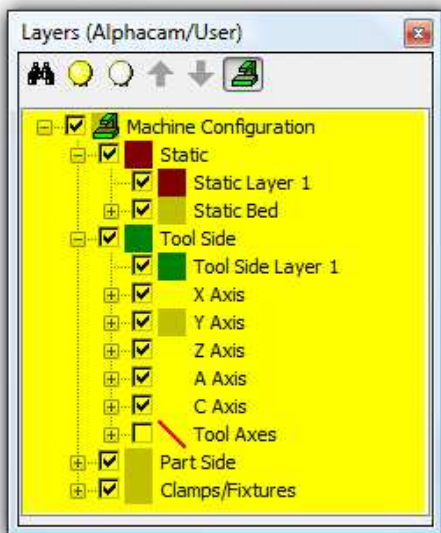 Layers (Alphacam/User)
Machine Configuration
Static
Static Layer 1
Static Bed
Tool Side
Tool Side Layer 1
X Axis
Y Axis
Z Axis
A Axis
C Axis
Tool Axes
Part Side
Clamps/Fixtures